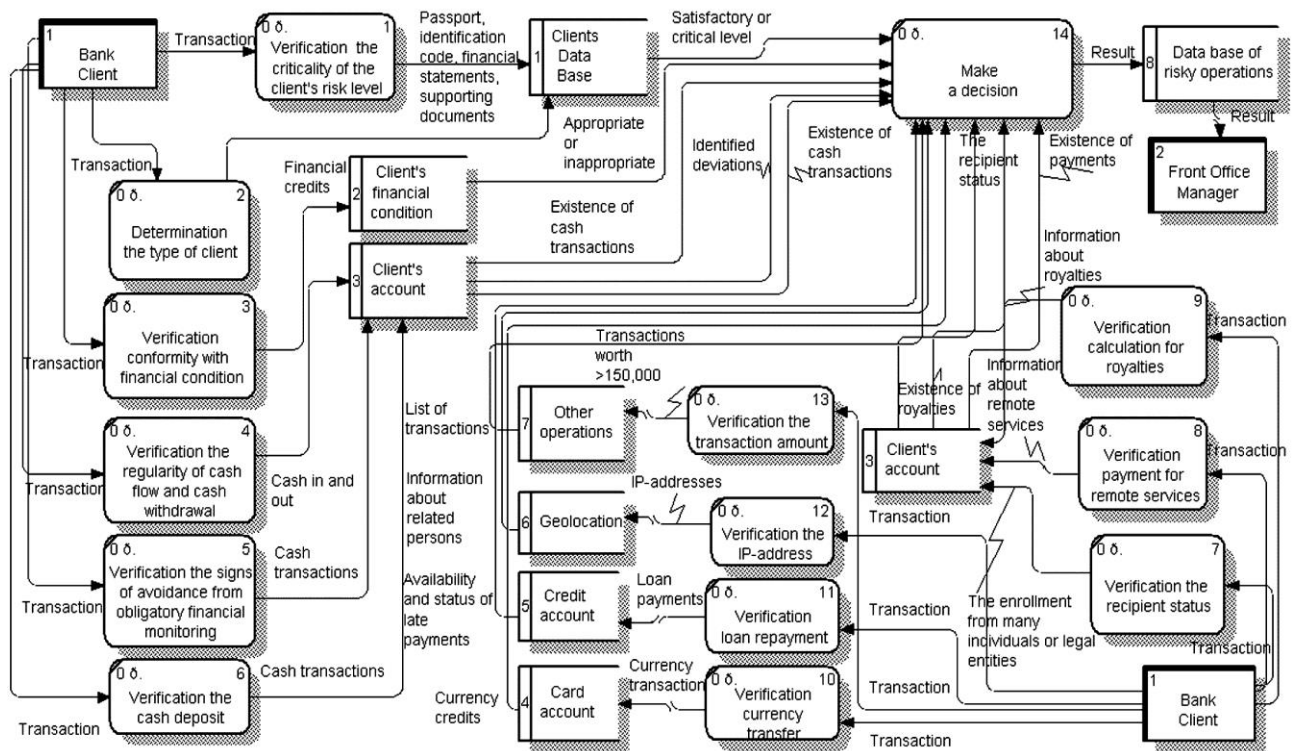 1
Bank
Client
Transaction
0 ð.
1
Verification the
criticality of the
client's risk level
Passport,
identification
code, financial
statements,
supporting
documents
1
Clients
Data
Base
Satisfactory or
critical level
0 ð.
14
Make
a decision
Result
8
Data base of
risky operations
Result
2
Front Office
Manager
Transaction
0 ð.
2
Determination
the type of client
Appropriate
or
inappropriate
Financial
credits
2
Client's
financial
condition
Identified
deviations
Existence of
cash
transactions
The
recipient
status
Existence of
payments
Existence of
cash
transactions
3
Client's
account
Information
about
royalties
Transaction
0 ð.
3
Verification
conformity with
financial condition
0 ð.
9
Verification
calculation for
royalties
Transaction
Transaction
0 ð.
4
Verification the
regularity of cash
flow and cash
withdrawal
Cash in and
out
List of
transactions
Transactions
worth
>150,000
7
Other
operations
0 ð.
13
Verification the
transaction amount
Existence of
royalties
Information
about
remote
services
3
Client's
account
0 ð.
8
Verification
payment for
remote services
Transaction
Transaction
0 ð.
5
Verification the signs
of avoidance from
obligatory financial
monitoring
Cash
transactions
Information
about
related
persons
6
Geolocation
IP-addresses
0 ð.
12
Verification the
IP-address
Transaction
0 ð.
7
Verification the
recipient status
Transaction
The enrollment
from many
individuals or legal
entities
Availability
and status of
late
payments
5
Credit
account
Loan
payments
0 ð.
11
Verification
loan repayment
Transaction
Transaction
0 ð.
6
Verification the
cash deposit
Cash transactions
Currency
credits
4
Card
account
Currency
transaction
0 ð.
10
Verification
currency
transfer
Transaction
Transaction
1
Bank
Client